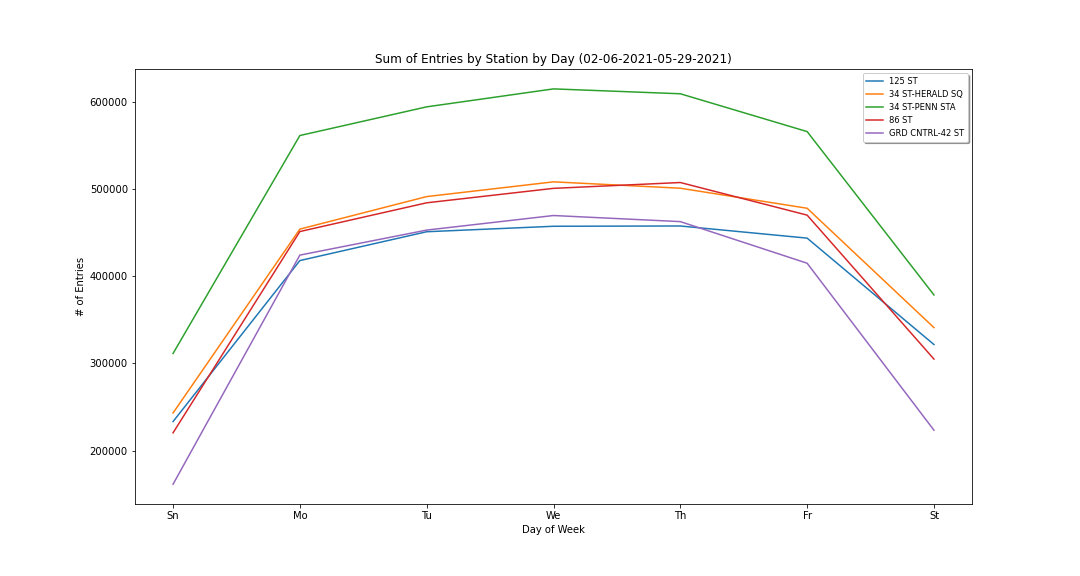 Sum of Entries by Station by Day (02-06-2021-05-29-2021)
125 ST
34 ST-HERALD SQ
34 ST-PENN STA
86 ST
GRD CNTRL-42 ST
# of Entries
600000
500000
400000
300000
200000
Sn Mo Tu We Th Fr St
Day of Week